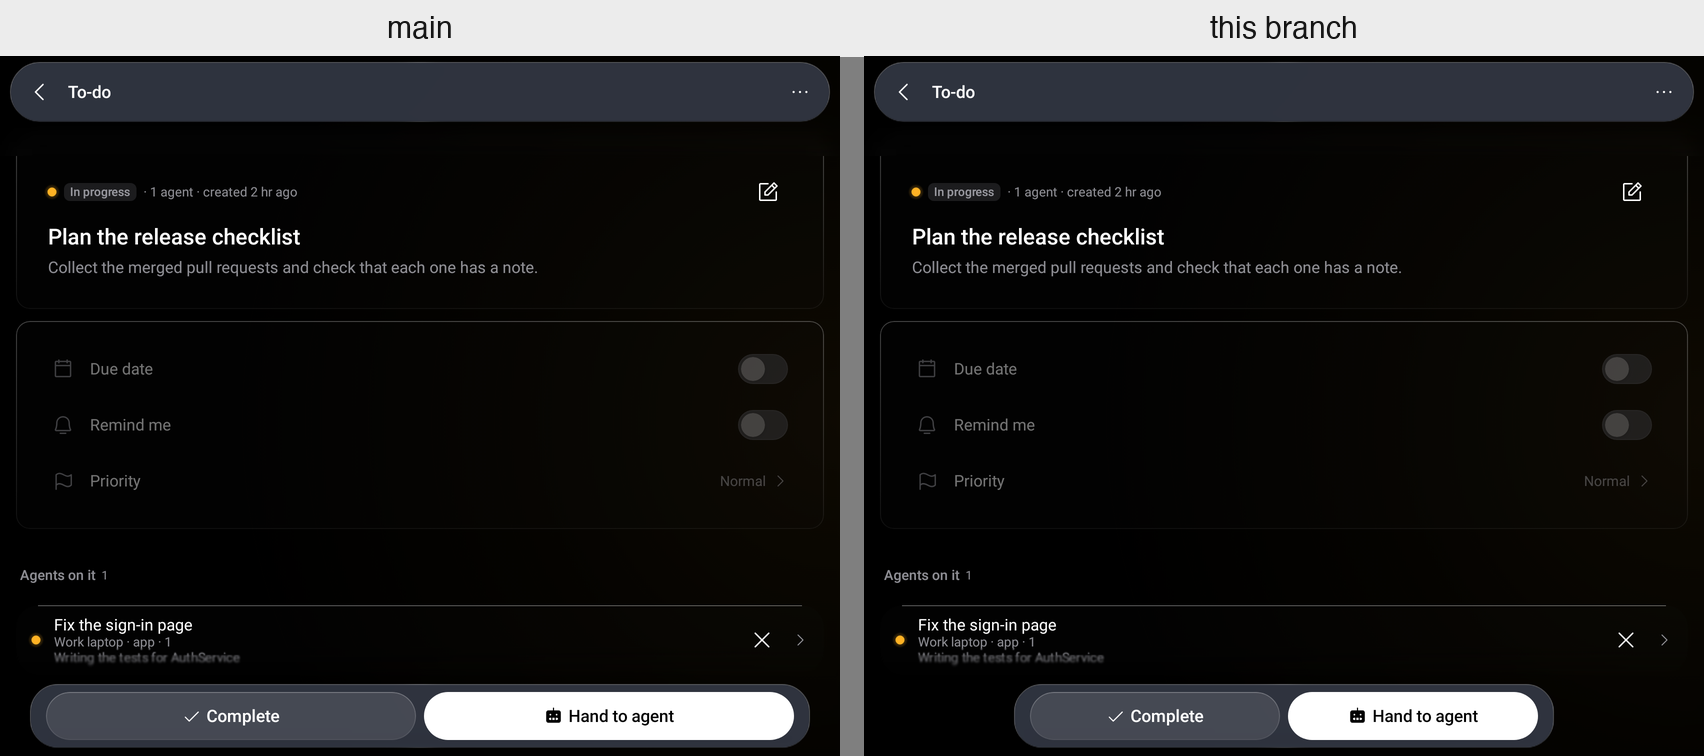 main
this branch
To-do
In progress · 1 agent · created 2 hr ago
Plan the release checklist
Collect the merged pull requests and check that each one has a note.
Due date
Remind me
Priority
Normal
Agents on it 1
Fix the sign-in page
Work laptop · app · 1
Writing the tests for AuthService
Complete
Hand to agent
To-do
In progress · 1 agent · created 2 hr ago
Plan the release checklist
Collect the merged pull requests and check that each one has a note.
Due date
Remind me
Priority
Normal
Agents on it 1
Fix the sign-in page
Work laptop · app · 1
Writing the tests for AuthService
Complete
Hand to agent